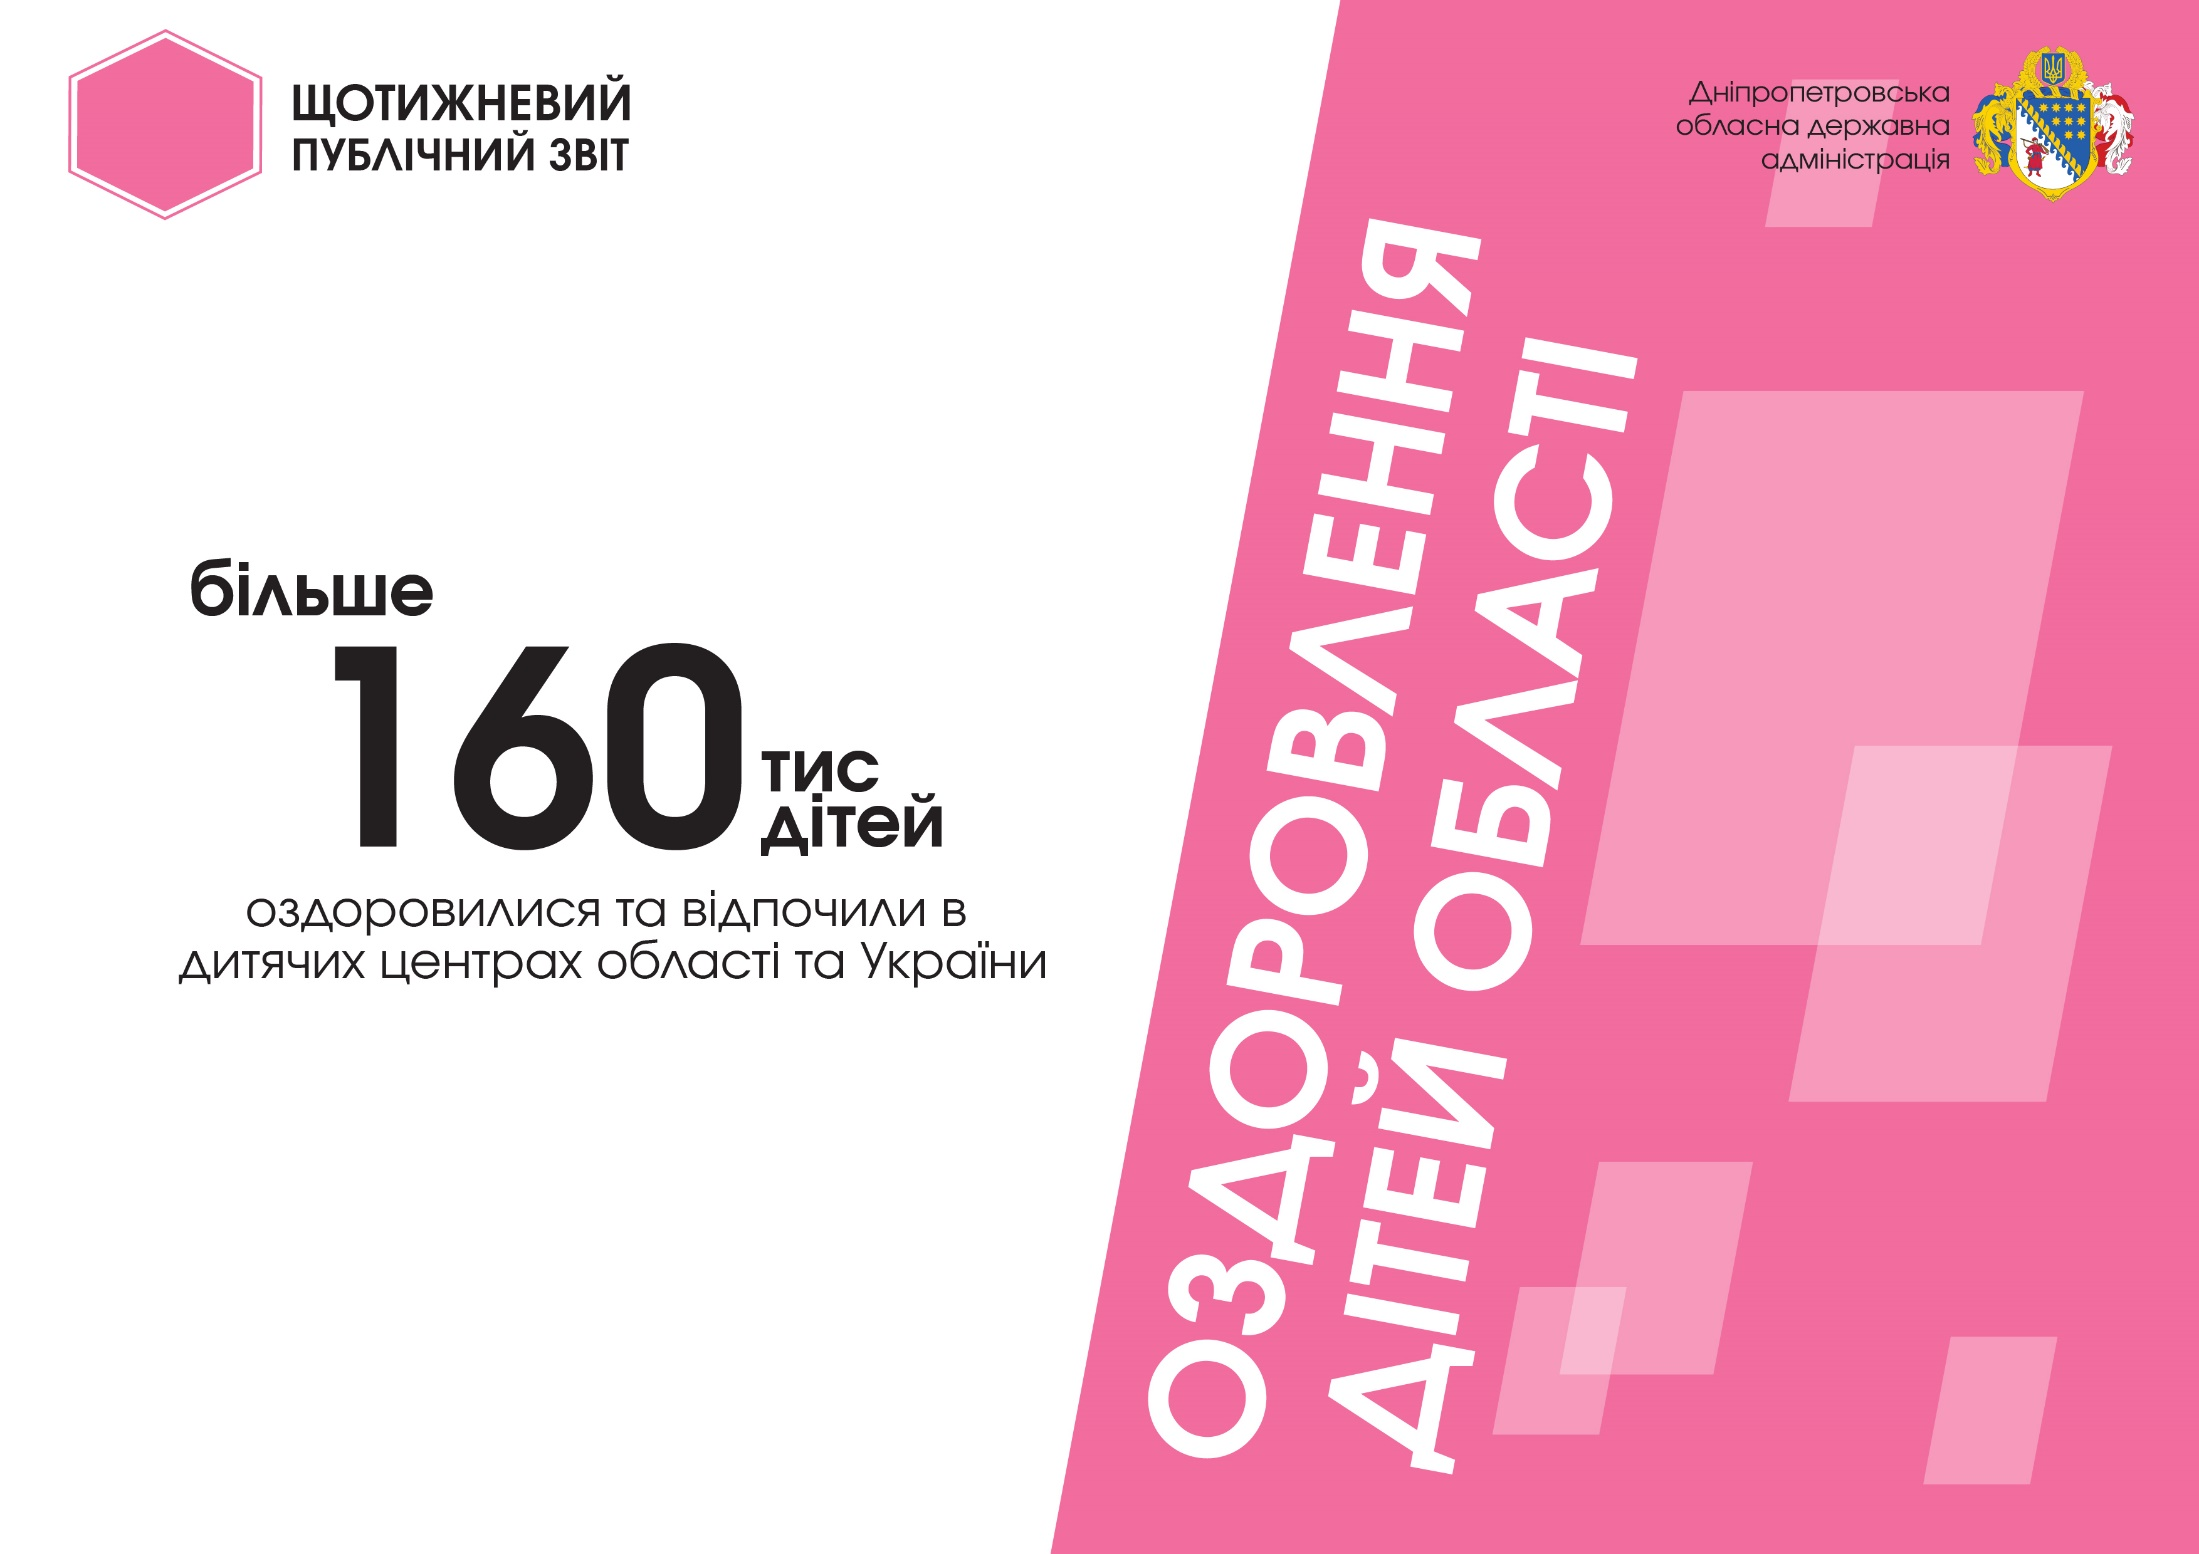 ЩОТИЖНЕВИЙ
ПУБЛІЧНИЙ ЗВІТ
Дніпропетровська
обласна державна
адміністрація
більше
160 тис
дітей
оздоровилися та відпочили в
дитячих центрах області та України
ОЗДОРОВЛЕННЯ
ДІТЕЙ ОБЛАСТІ